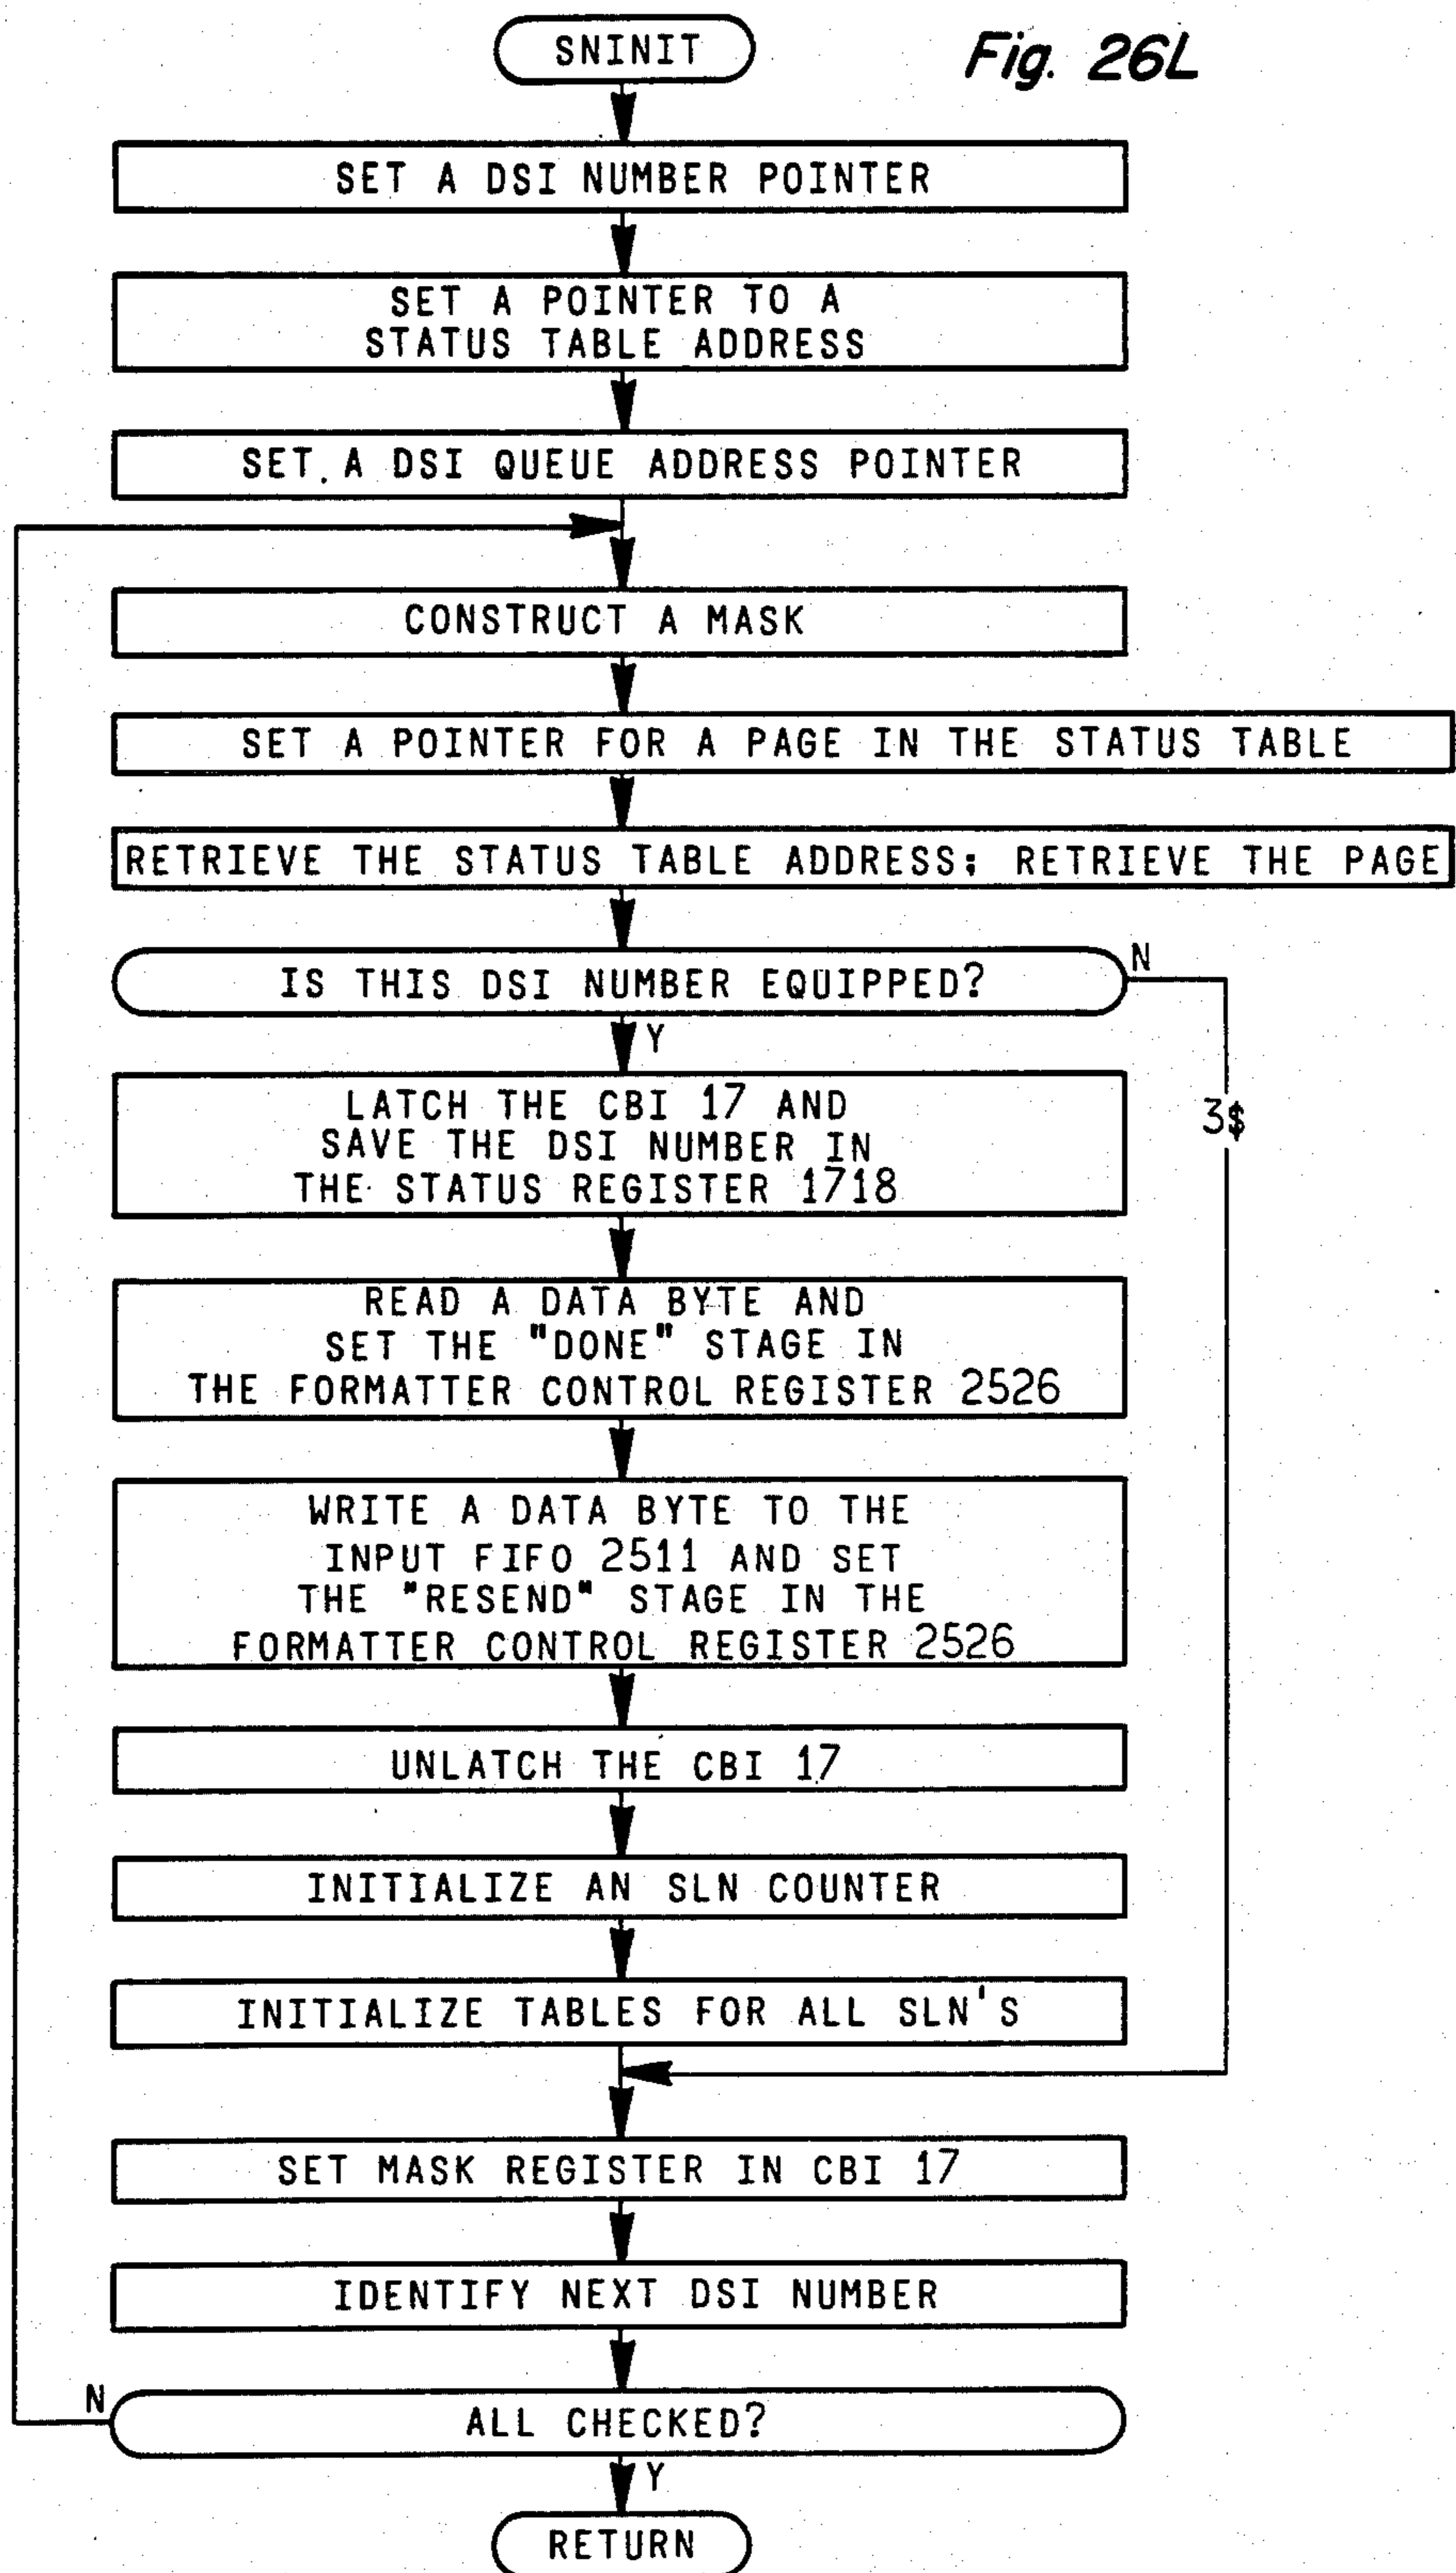 SNINIT
Fig. 26L
SET A DSI NUMBER POINTER
SET A POINTER TO A
STATUS TABLE ADDRESS
SET A DSI QUEUE ADDRESS POINTER
CONSTRUCT A MASK
SET A POINTER FOR A PAGE IN THE STATUS TABLE
RETRIEVE THE STATUS TABLE ADDRESS; RETRIEVE THE PAGE
IS THIS DSI NUMBER EQUIPPED?
N
Y
LATCH THE CBI 17 AND
SAVE THE DSI NUMBER IN
THE STATUS REGISTER 1718
3$
READ A DATA BYTE AND
SET THE "DONE" STAGE IN
THE FORMATTER CONTROL REGISTER 2526
WRITE A DATA BYTE TO THE
INPUT FIFO 2511 AND SET
THE "RESEND" STAGE IN THE
FORMATTER CONTROL REGISTER 2526
UNLATCH THE CBI 17
INITIALIZE AN SLN COUNTER
INITIALIZE TABLES FOR ALL SLN'S
SET MASK REGISTER IN CBI 17
IDENTIFY NEXT DSI NUMBER
N
ALL CHECKED?
Y
RETURN